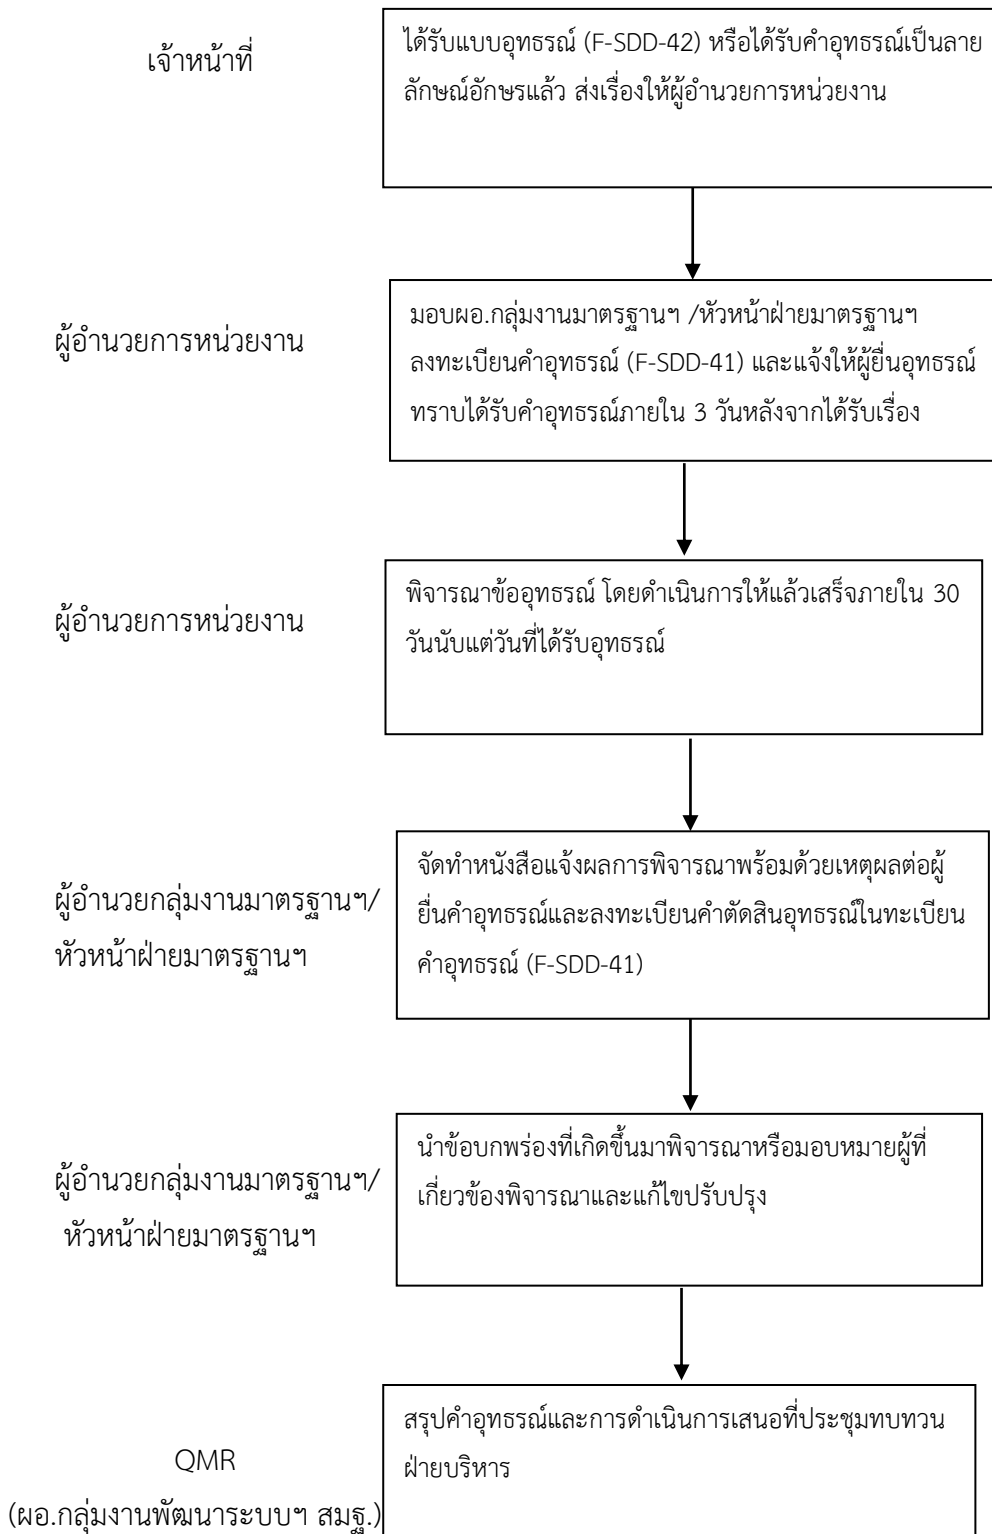 เจ้าหน้าที่
ได้รับแบบอุทธรณ์ (F-SDD-42) หรือได้รับคำอุทธรณ์เป็นลาย
ลักษณ์อักษรแล้ว ส่งเรื่องให้ผู้อำนวยการหน่วยงาน
ผู้อำนวยการหน่วยงาน
มอบผอ.กลุ่มงานมาตรฐานฯ /หัวหน้าฝ่ายมาตรฐานฯ
ลงทะเบียนคำอุทธรณ์ (F-SDD-41) และแจ้งให้ผู้ยื่นอุทธรณ์
ทราบได้รับคำอุทธรณ์ภายใน 3 วันหลังจากได้รับเรื่อง
ผู้อำนวยการหน่วยงาน
พิจารณาข้ออุทธรณ์ โดยดำเนินการให้แล้วเสร็จภายใน 30
วันนับแต่วันที่ได้รับอุทธรณ์
ผู้อำนวยกลุ่มงานมาตรฐานฯ/
หัวหน้าฝ่ายมาตรฐานฯ
จัดทำหนังสือแจ้งผลการพิจารณาพร้อมด้วยเหตุผลต่อผู้
ยื่นคำอุทธรณ์และลงทะเบียนคำตัดสินอุทธรณ์ในทะเบียน
คำอุทธรณ์ (F-SDD-41)
ผู้อำนวยกลุ่มงานมาตรฐานฯ/
หัวหน้าฝ่ายมาตรฐานฯ
นำข้อบกพร่องที่เกิดขึ้นมาพิจารณาหรือมอบหมายผู้ที่
เกี่ยวข้องพิจารณาและแก้ไขปรับปรุง
QMR
(ผอ.กลุ่มงานพัฒนาระบบฯ สมฐ.)
สรุปคำอุทธรณ์และการดำเนินการเสนอที่ประชุมทบทวน
ฝ่ายบริหาร